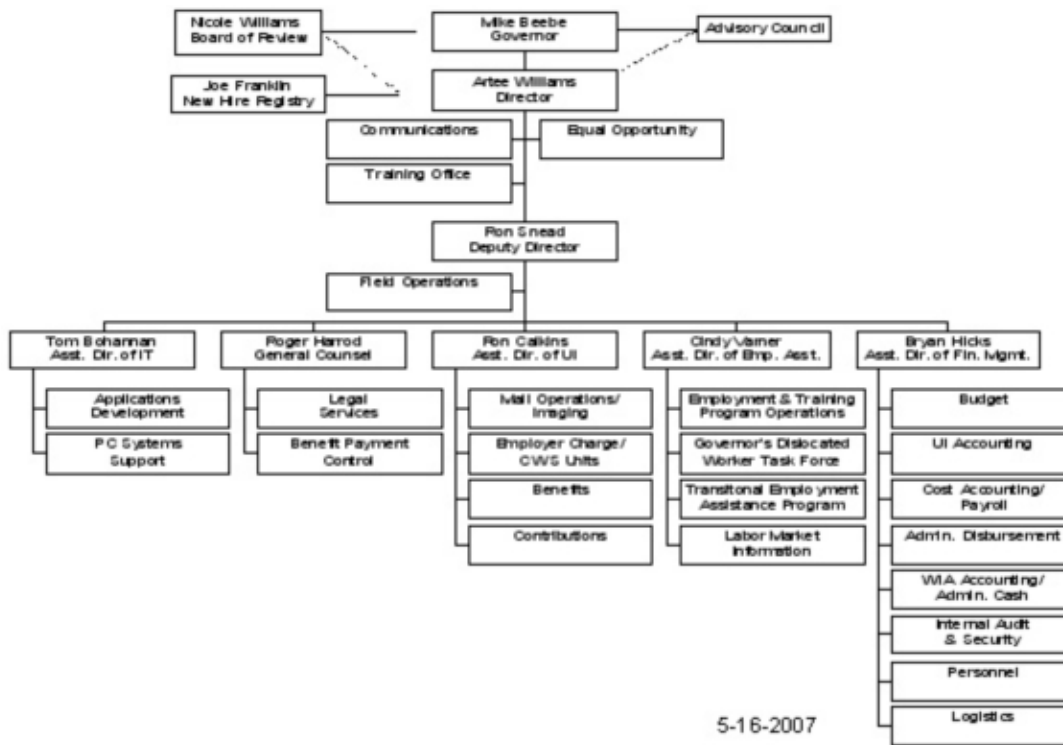 Nicole Williams
Board of Review
Mike Beebe
Governor
Advisory Council
Joe Franklin
New Hire Registry
Artee Williams
Director
Communications
Equal Opportunity
Training Office
Ron Snead
Deputy Director
Field Operations
Tom Bohannan
Asst. Dir. of IT
Roger Harrod
General Counsel
Ron Calkins
Asst. Dir. of UI
Cindy Varner
Asst. Dir. of Emp. Asst.
Bryan Hicks
Asst. Dir. of Fin. Mgmt.
Applications
Development
PC Systems
Support
Legal
Services
Benefit Payment
Control
Mail Operations/
Imaging
Employer Charge/
CWS Units
Benefits
Contributions
Employment & Training
Program Operations
Governor's Dislocated
Worker Task Force
Transitonal Employment
Assistance Program
Labor Market
Information
Budget
UI Accounting
Cost Accounting/
Payroll
Admin. Disbursement
WIA Accounting/
Admin. Cash
Internal Audit
& Security
Personnel
Logistics
5-16-2007